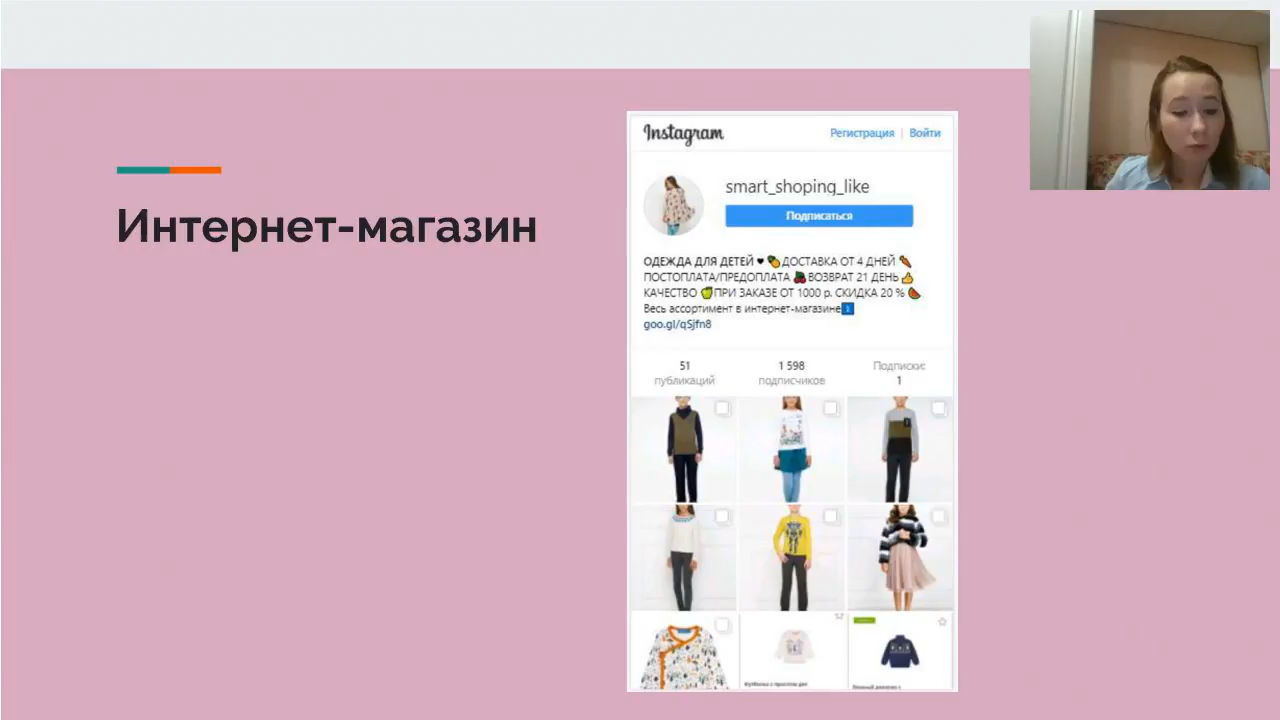 Интернет-магазин
Instagram
Регистрация | Войти
smart_shoping_like
Подписаться
ОДЕЖДА ДЛЯ ДЕТЕЙ ♥ 🍍ДОСТАВКА ОТ 4 ДНЕЙ 🥕
ПОСТОПЛАТА/ПРЕДОПЛАТА 🍒ВОЗВРАТ 21 ДЕНЬ 👍
КАЧЕСТВО 🍏ПРИ ЗАКАЗЕ ОТ 1000 р. СКИДКА 20 % 🍉
Весь ассортимент в интернет-магазине
goo.gl/qSjfn8
51 1 598 Подписки:
публикаций подписчиков 1